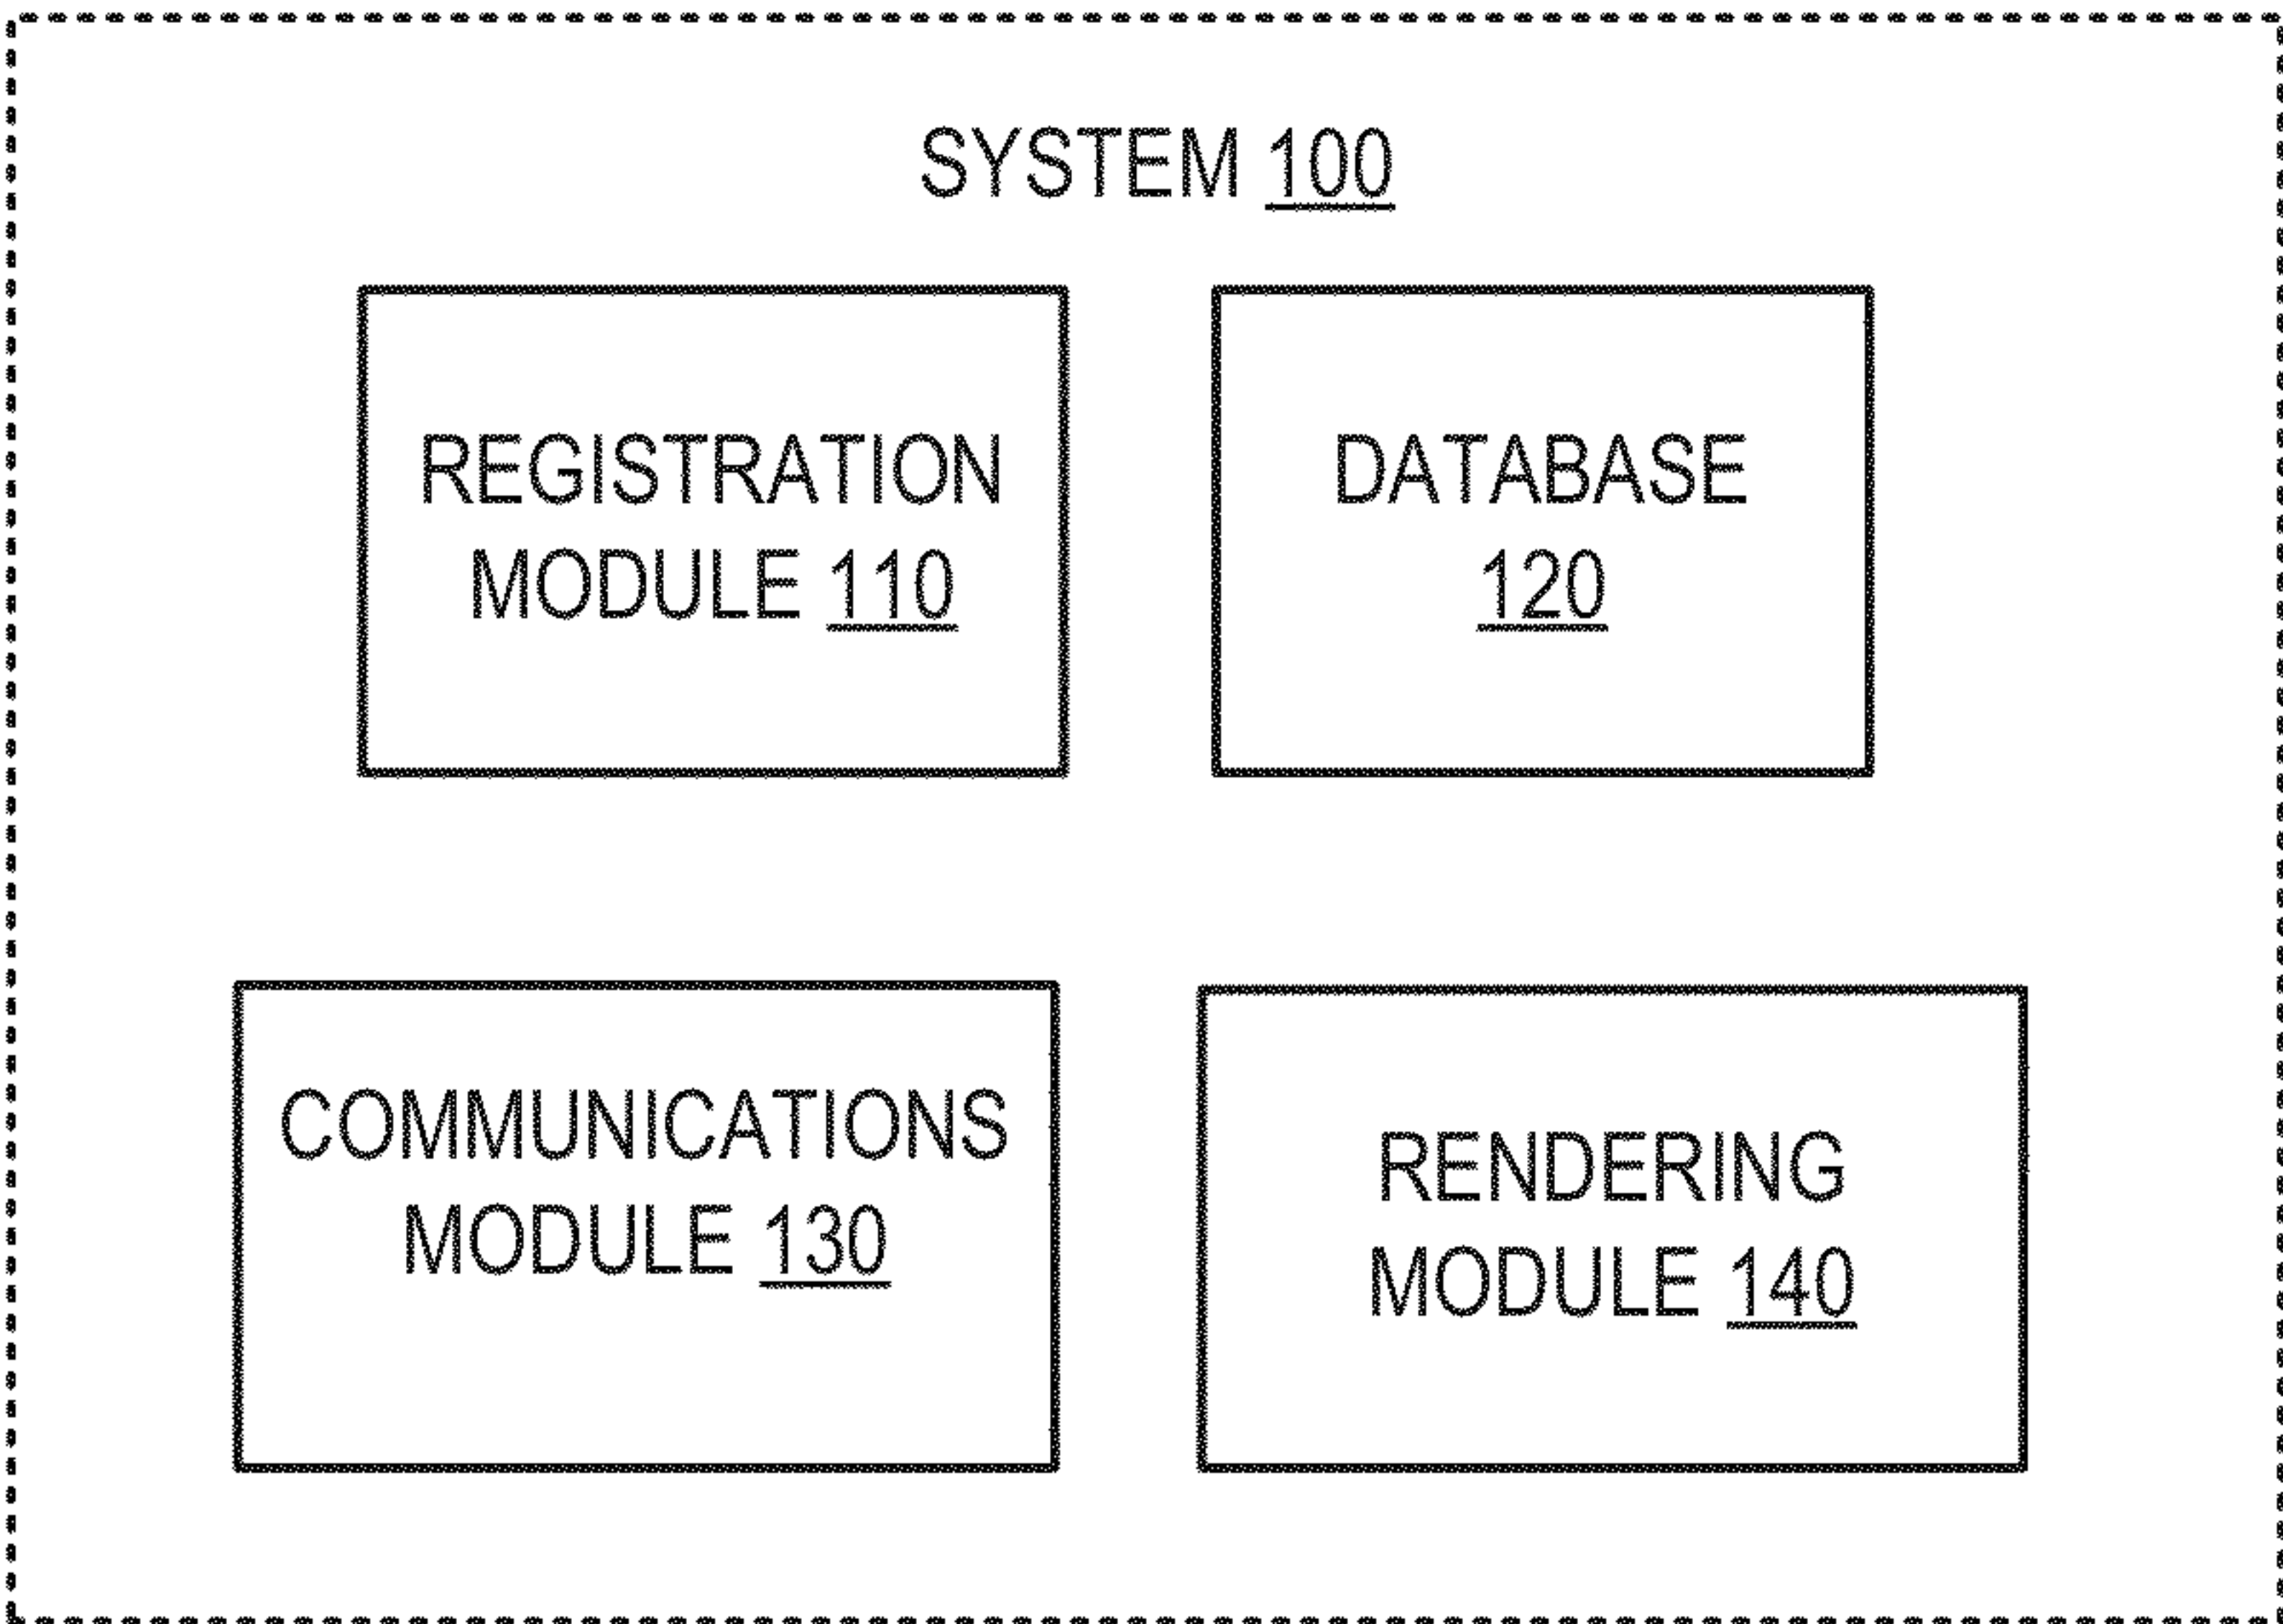 SYSTEM 100
REGISTRATION
MODULE 110
DATABASE
120
COMMUNICATIONS
MODULE 130
RENDERING
MODULE 140